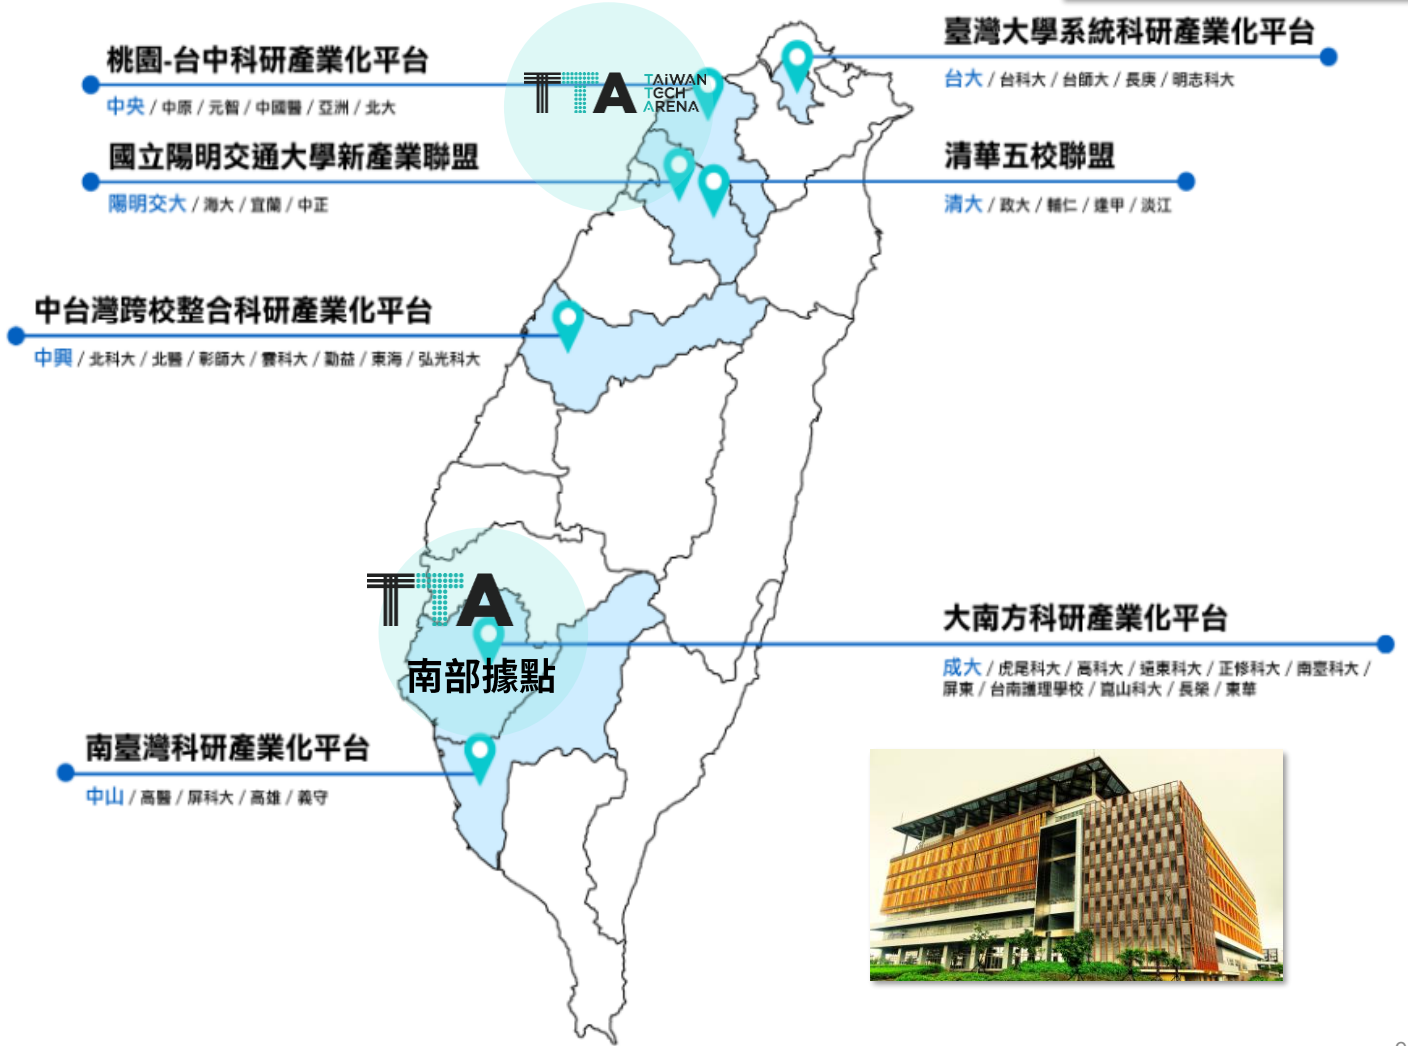 桃園-台中科研產業化平台
中央 / 中原 / 元智 / 中國醫 / 亞洲 / 北大
TTA TAiWAN TECH ARENA
臺灣大學系統科研產業化平台
台大 / 台科大 / 台師大 / 長庚 / 明志科大
國立陽明交通大學新產業聯盟
陽明交大 / 海大 / 宜蘭 / 中正
清華五校聯盟
清大 / 政大 / 輔仁 / 逢甲 / 淡江
中台灣跨校整合科研產業化平台
中興 / 北科大 / 北醫 / 彰師大 / 雲科大 / 勤益 / 東海 / 弘光科大
TTA
南部據點
大南方科研產業化平台
成大 / 虎尾科大 / 高科大 / 遠東科大 / 正修科大 / 南臺科大 /
屏東 / 台南護理學校 / 崑山科大 / 長榮 / 東華
南臺灣科研產業化平台
中山 / 高醫 / 屏科大 / 高雄 / 義守